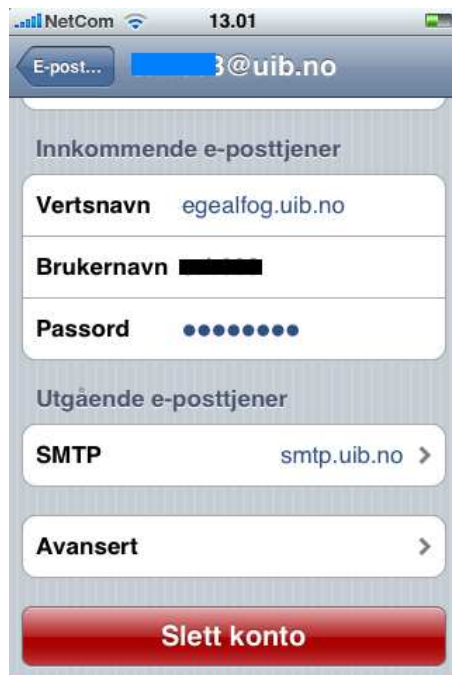 NetCom 13.01
E-post... 3@uib.no
Innkommende e-posttjener
Vertsnavn egealfog.uib.no
Brukernavn
Passord ●●●●●●●●
Utgående e-posttjener
SMTP smtp.uib.no
Avansert
Slett konto